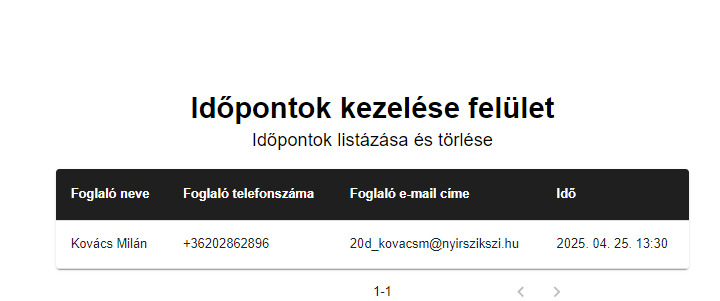 Időpontok kezelése felület
Időpontok listázása és törlése
Foglaló neve Foglaló telefonszáma Foglaló e-mail címe Idő
Kovács Milán +36202862896 20d_kovacsm@nyirszikszi.hu 2025. 04. 25. 13:30
1-1